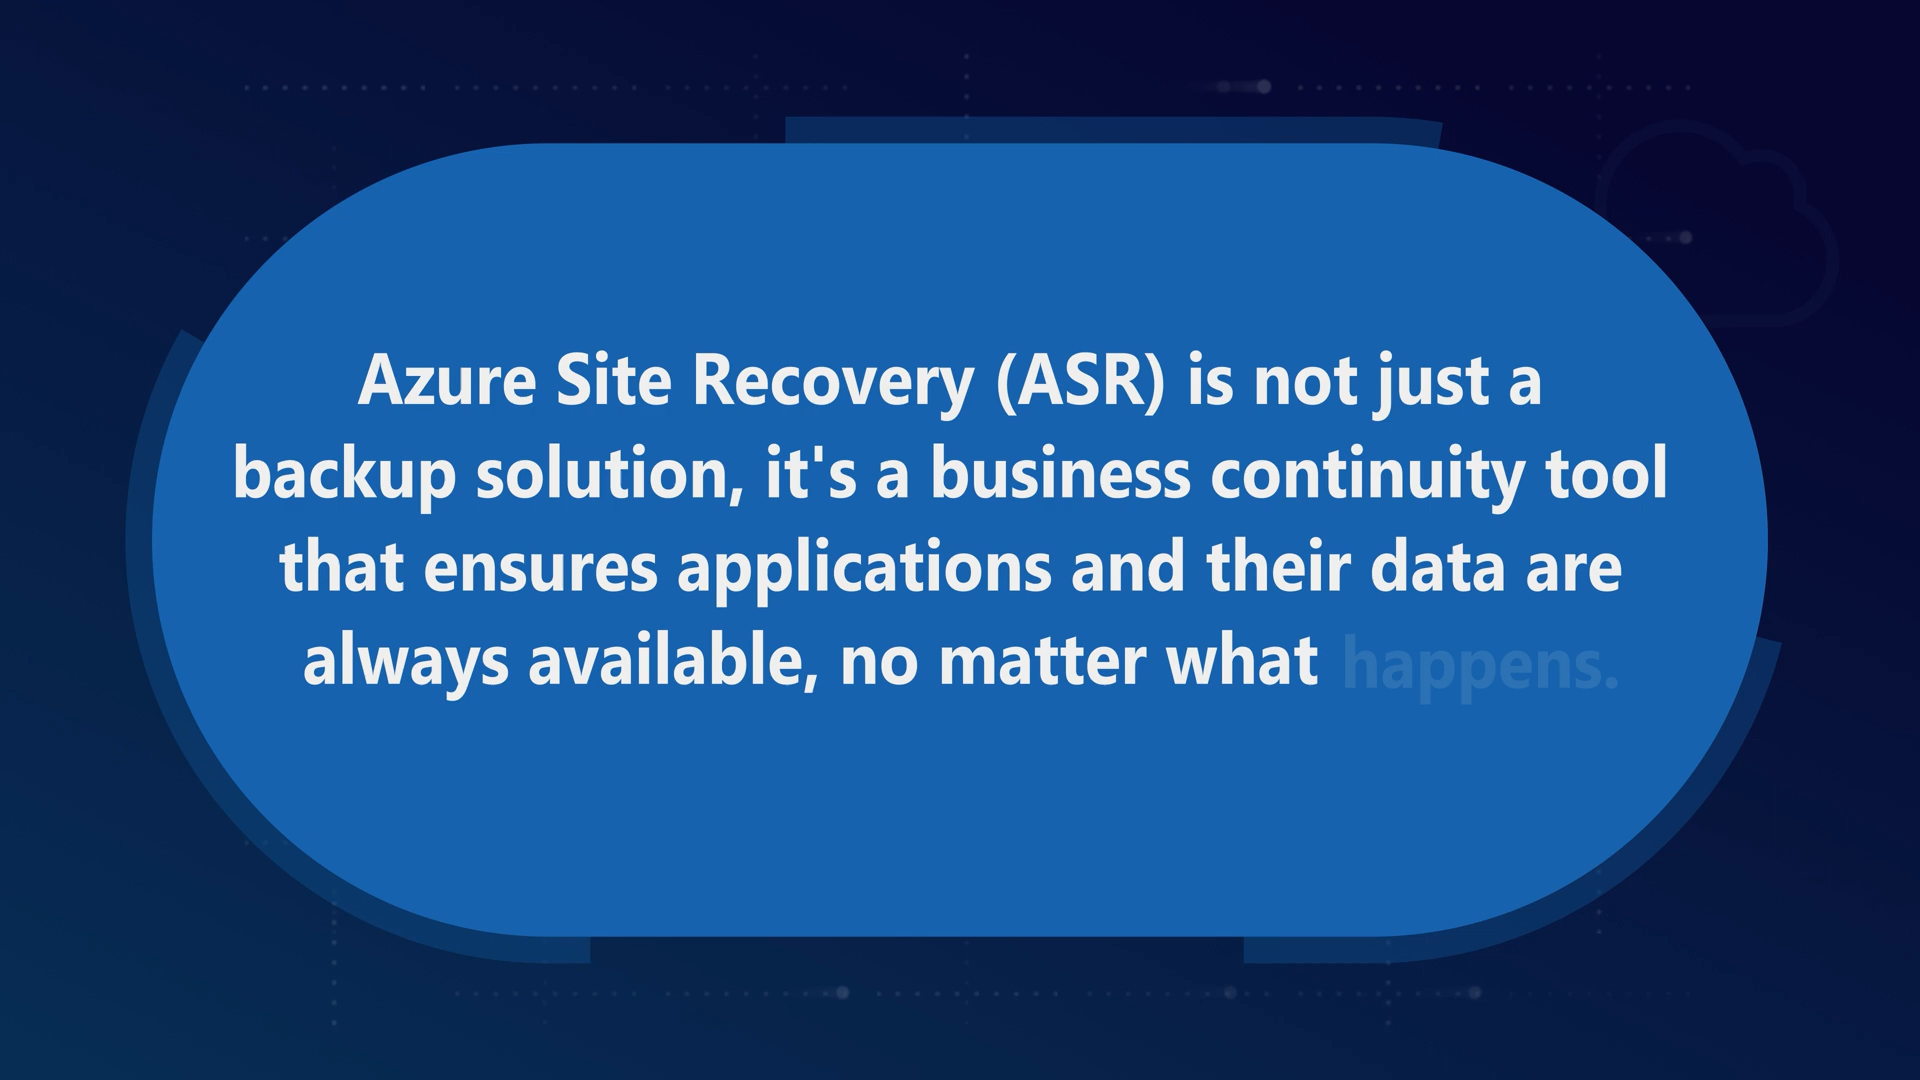 Azure Site Recovery (ASR) is not just a
backup solution, it's a business continuity tool
that ensures applications and their data are
always available, no matter what happens.